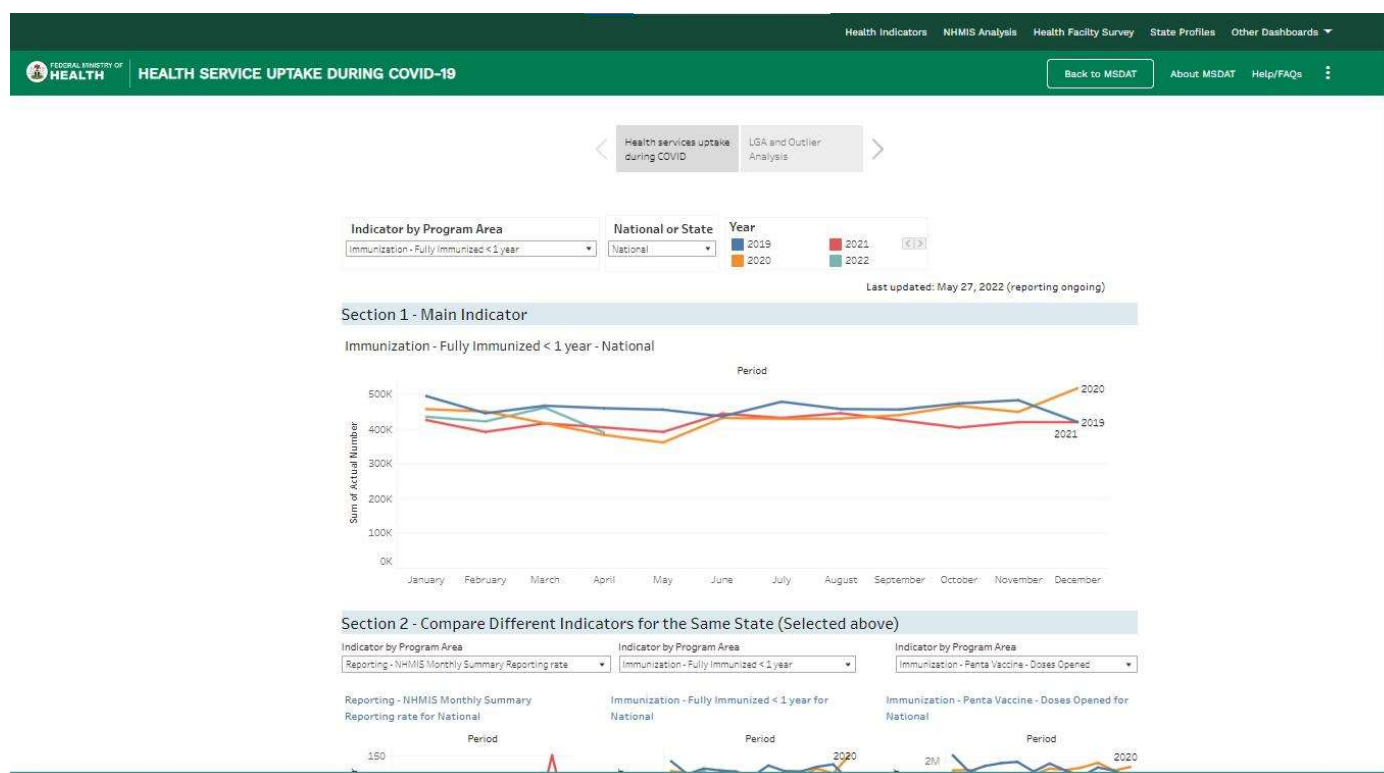 Health Indicators NHMIS Analysis Health Facilty Survey State Profiles Other Dashboards
FEDERAL MINISTRY OF
HEALTH
HEALTH SERVICE UPTAKE DURING COVID-19
Back to MSDAT About MSDAT Help/FAQs
Health services uptake
during COVID
LGA and Outlier
Analysis
Indicator by Program Area
Immunization - Fully Immunized < 1 year
National or State
National
Year
2019 2021
2020 2022
Last updated: May 27, 2022 (reporting ongoing)
Section 1 - Main Indicator
Immunization - Fully Immunized < 1 year - National
Period
Sum of Actual Number
500K
400K
300K
200K
100K
0K
2020
2019
2021
January February March April May June July August September October November December
Section 2 - Compare Different Indicators for the Same State (Selected above)
Indicator by Program Area Indicator by Program Area Indicator by Program Area
Reporting - NHMIS Monthly Summary Reporting rate Immunization - Fully Immunized < 1 year Immunization - Penta Vaccine - Doses Opened
Reporting - NHMIS Monthly Summary
Reporting rate for National
Immunization - Fully Immunized < 1 year for
National
Immunization - Penta Vaccine - Doses Opened for
National
Period Period Period
150 2020 2M 2020